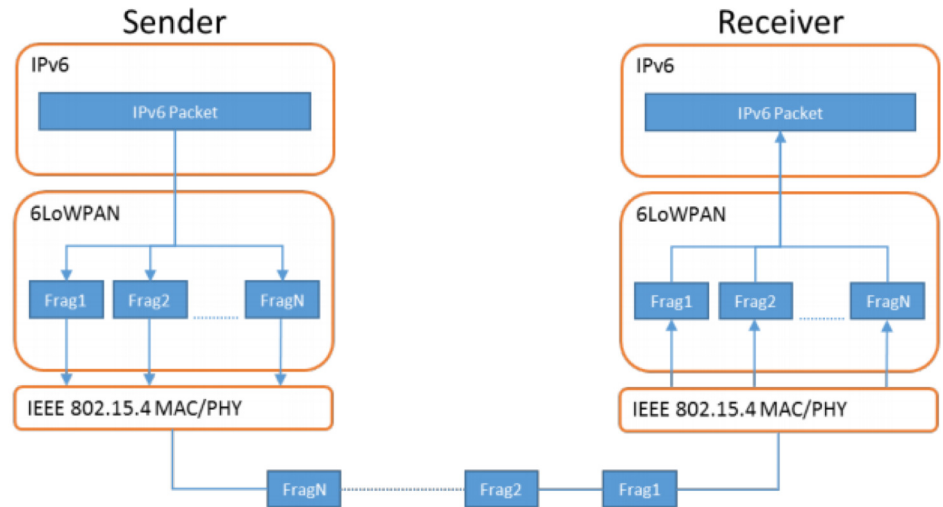 Sender
Receiver
IPv6
IPv6 Packet
6LoWPAN
Frag1
Frag2
FragN
IEEE 802.15.4 MAC/PHY
IPv6
IPv6 Packet
6LoWPAN
Frag1
Frag2
FragN
IEEE 802.15.4 MAC/PHY
FragN
Frag2
Frag1